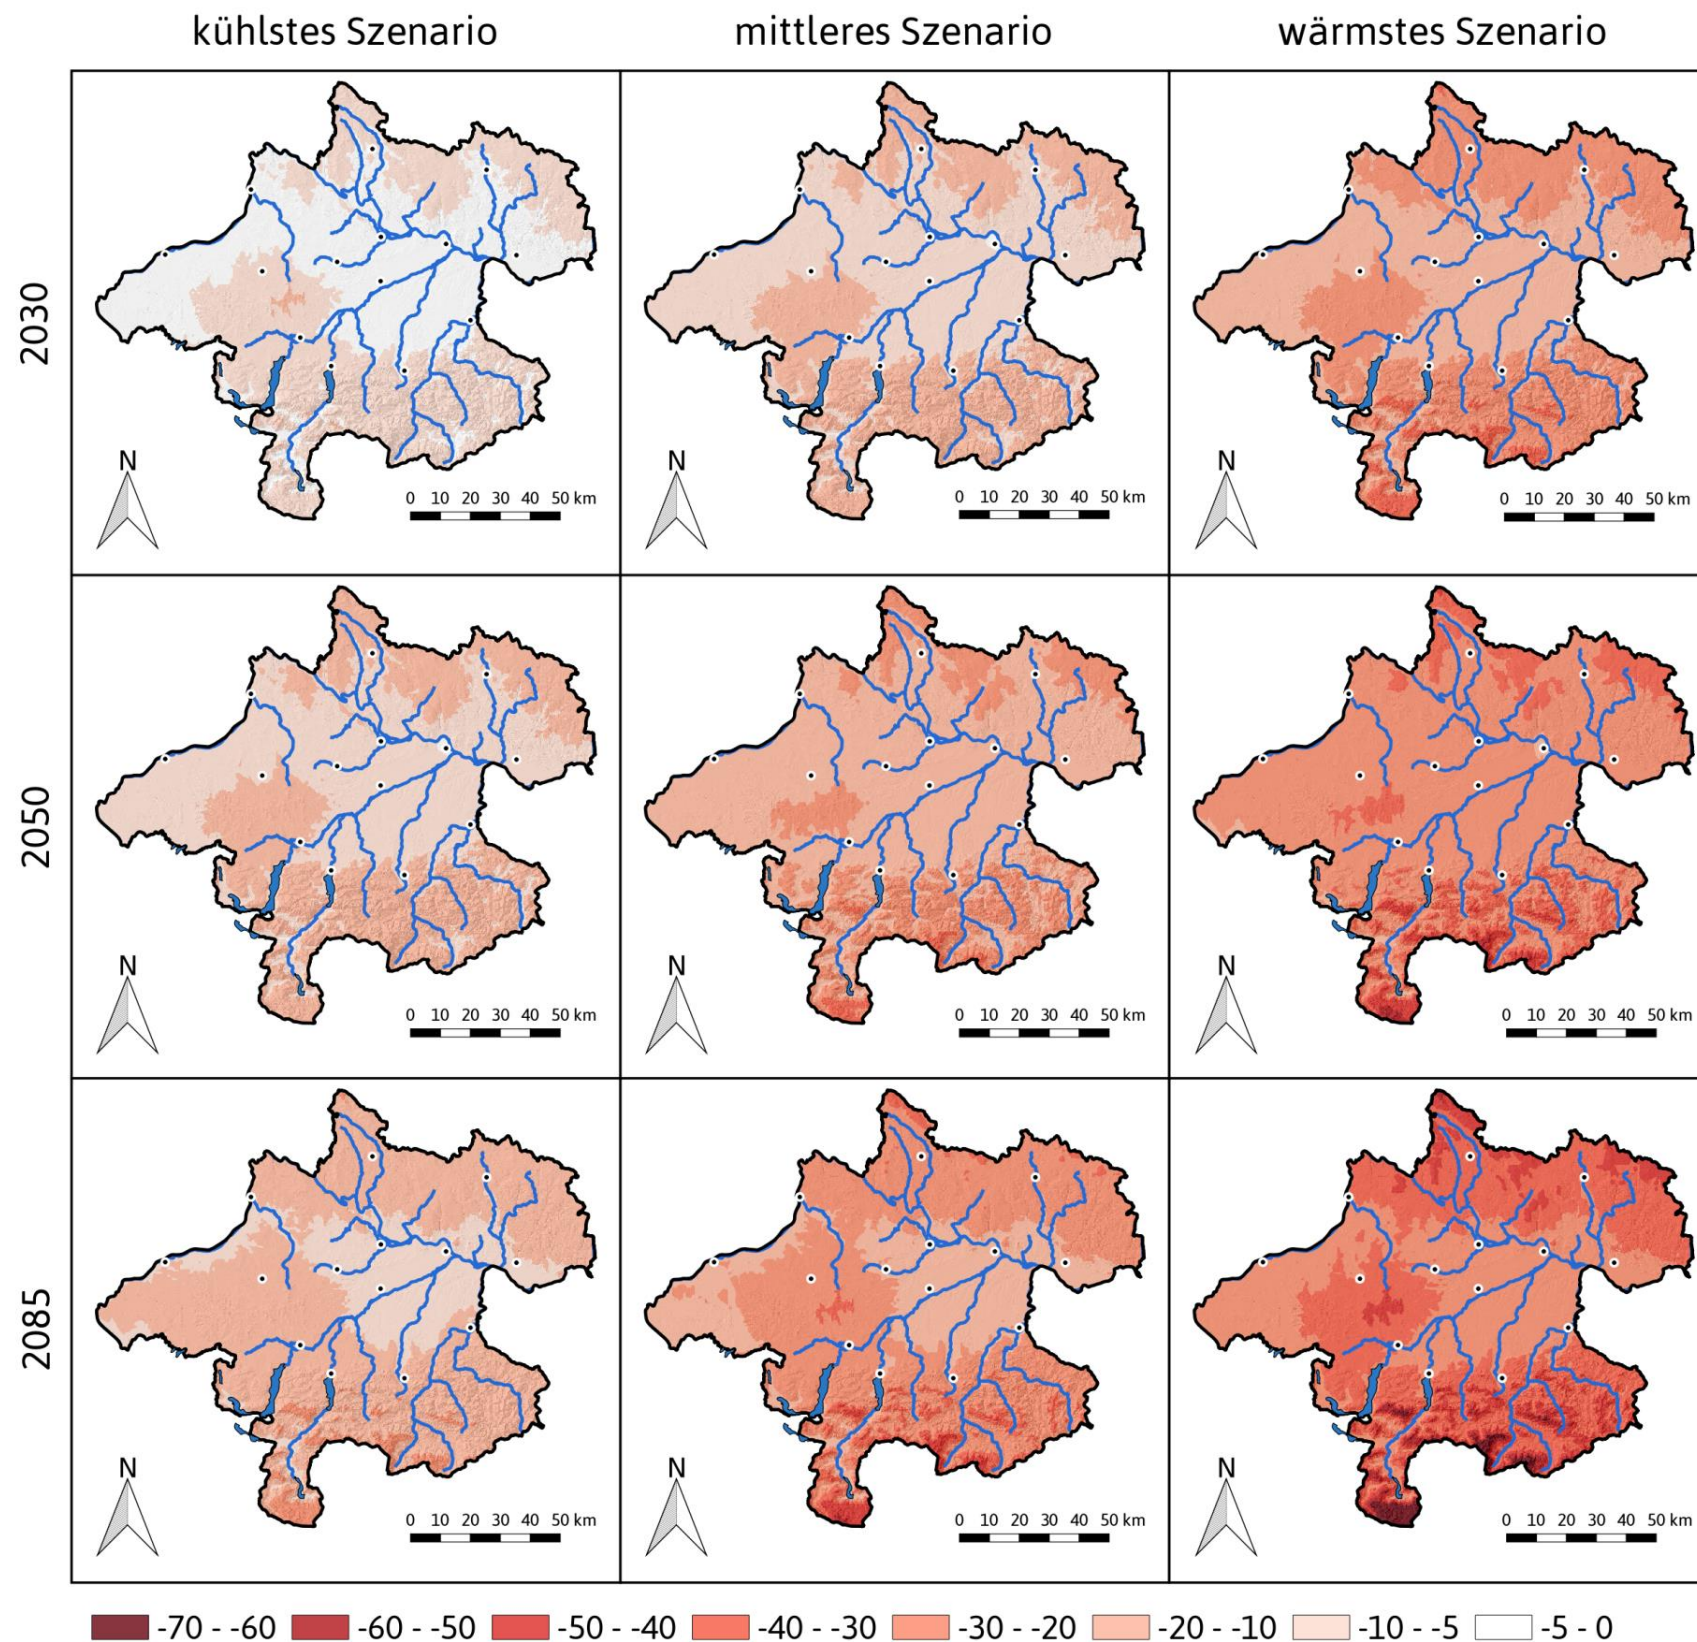 kühlstes Szenario mittleres Szenario wärmstes Szenario
2030
N N N
0 10 20 30 40 50 km 0 10 20 30 40 50 km 0 10 20 30 40 50 km
2050
N N N
0 10 20 30 40 50 km 0 10 20 30 40 50 km 0 10 20 30 40 50 km
2085
N N N
0 10 20 30 40 50 km 0 10 20 30 40 50 km 0 10 20 30 40 50 km
-70 - -60 -60 - -50 -50 - -40 -40 - -30 -30 - -20 -20 - -10 -10 - -5 -5 - 0